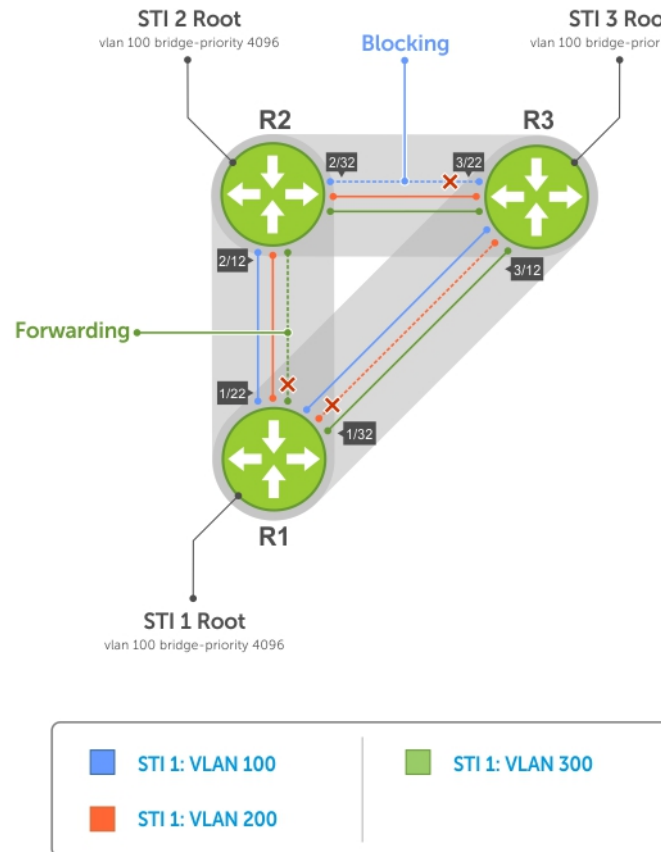 STI 2 Root
vlan 100 bridge-priority 4096
STI 3 Roo
vlan 100 bridge-prior
Blocking
R2
R3
2/32
3/22
2/12
3/12
Forwarding
1/22
1/32
R1
STI 1 Root
vlan 100 bridge-priority 4096
STI 1: VLAN 100
STI 1: VLAN 300
STI 1: VLAN 200